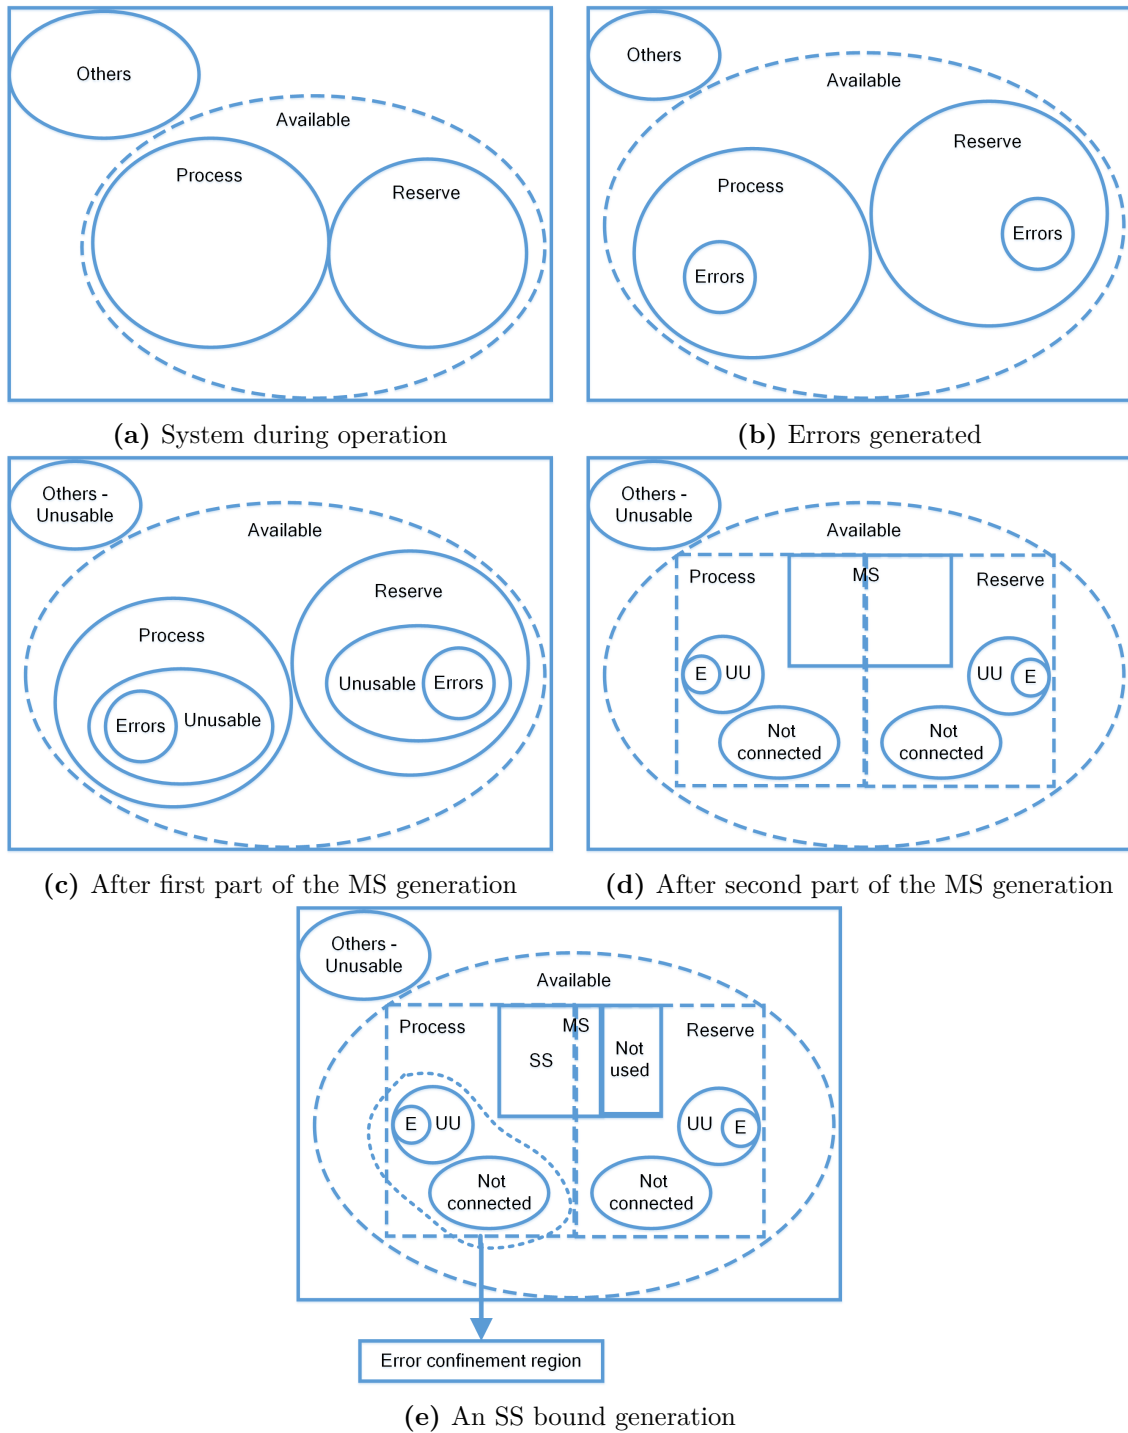 Others
Available
Process
Reserve
(a) System during operation
Others
Available
Reserve
Process
Errors
Errors
(b) Errors generated
Others -
Unusable
Available
Reserve
Process
Unusable
Errors
Errors
Unusable
(c) After first part of the MS generation
Others -
Unusable
Available
Process
MS
Reserve
E
UU
UU
E
Not
connected
Not
connected
(d) After second part of the MS generation
Others -
Unusable
Available
Process
MS
Reserve
SS
Not
used
E
UU
UU
E
Not
connected
Not
connected
Error confinement region
(e) An SS bound generation